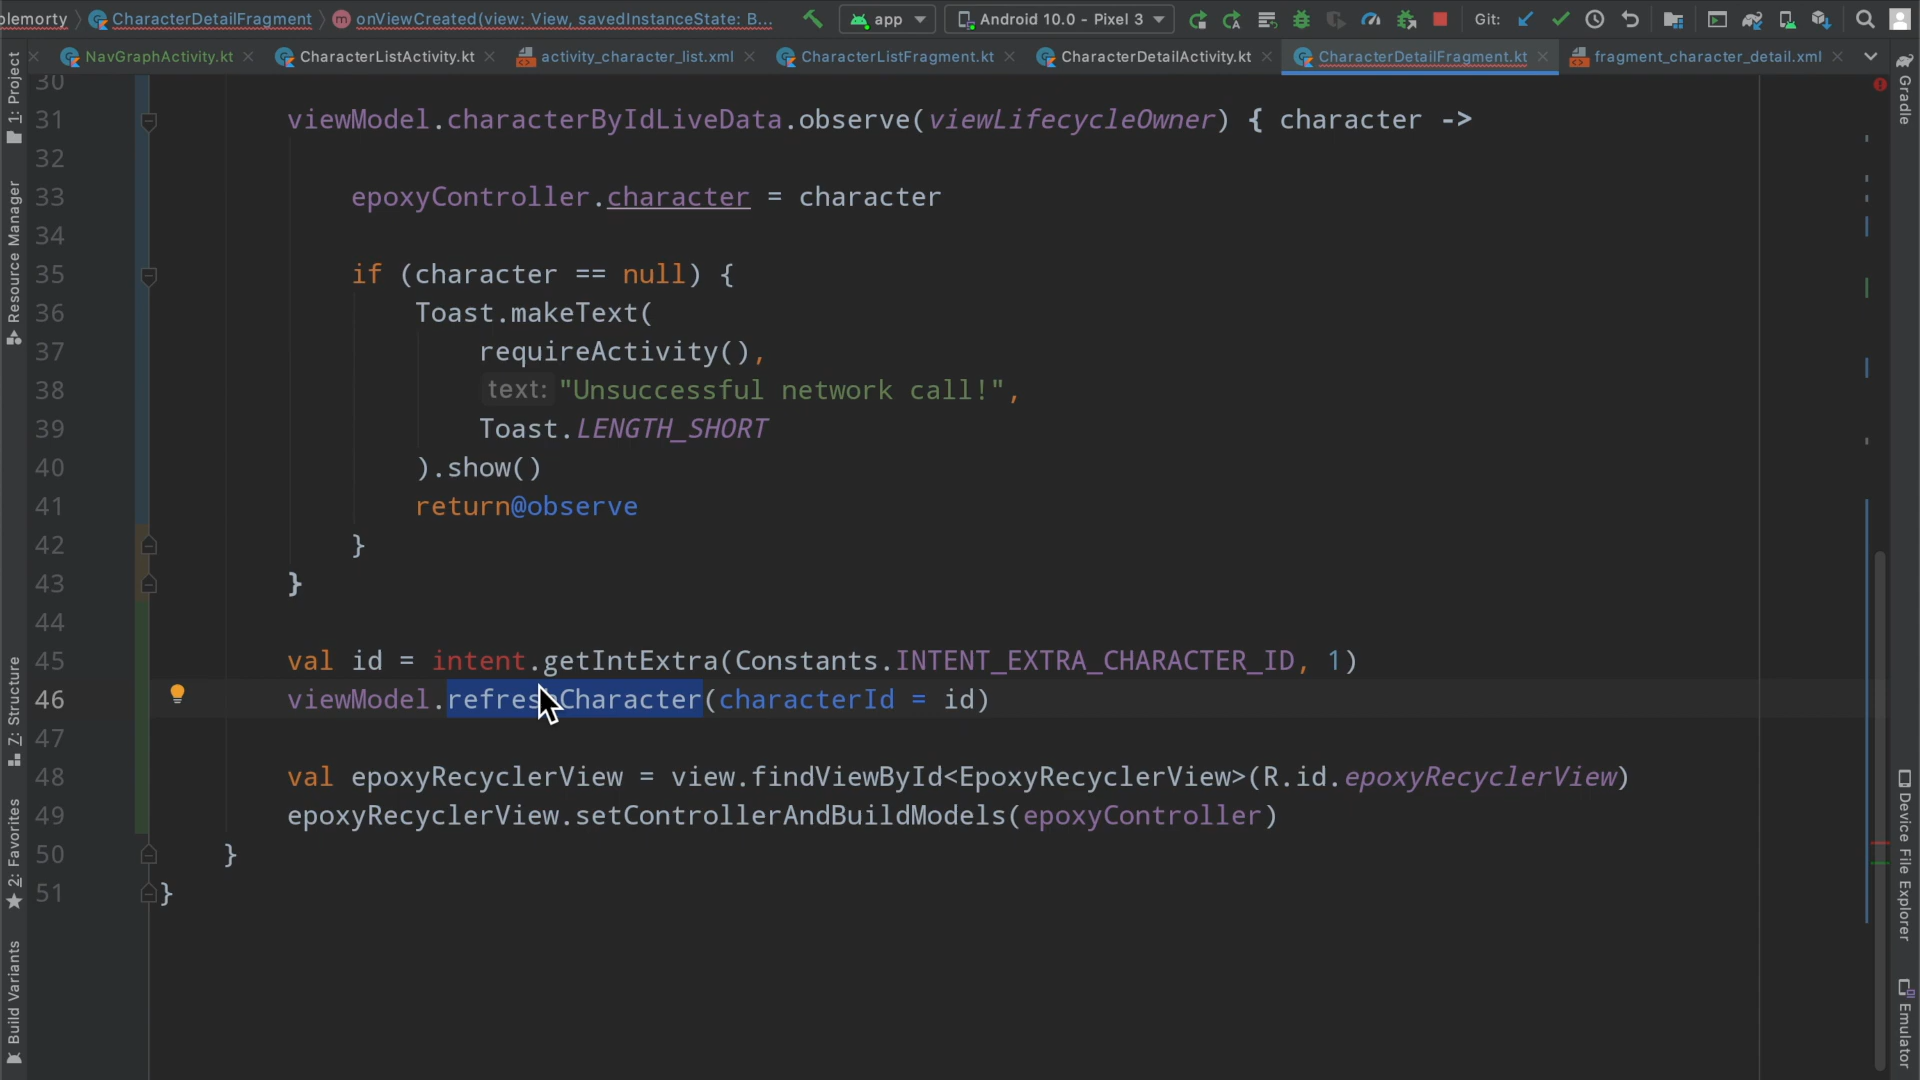 plemorty
CharacterDetailFragment
onViewCreated(view: View, savedInstanceState: B...
app
Android 10.0 - Pixel 3
Git:
NavGraphActivity.kt
CharacterListActivity.kt
activity_character_list.xml
CharacterListFragment.kt
CharacterDetailActivity.kt
CharacterDetailFragment.kt
fragment_character_detail.xml
1: Project
Resource Manager
Z: Structure
2: Favorites
Build Variants
30
31 viewModel.characterByIdLiveData.observe(viewLifecycleOwner) { character ->
32
33 epoxyController.character = character
34
35 if (character == null) {
36 Toast.makeText(
37 requireActivity(),
38 text: "Unsuccessful network call!",
39 Toast.LENGTH_SHORT
40 ).show()
41 return@observe
42 }
43 }
44
45 val id = intent.getIntExtra(Constants.INTENT_EXTRA_CHARACTER_ID, 1)
46 viewModel.refreshCharacter(characterId = id)
47
48 val epoxyRecyclerView = view.findViewById<EpoxyRecyclerView>(R.id.epoxyRecyclerView)
49 epoxyRecyclerView.setControllerAndBuildModels(epoxyController)
50 }
51 }
Gradle
Device File Explorer
Emulator